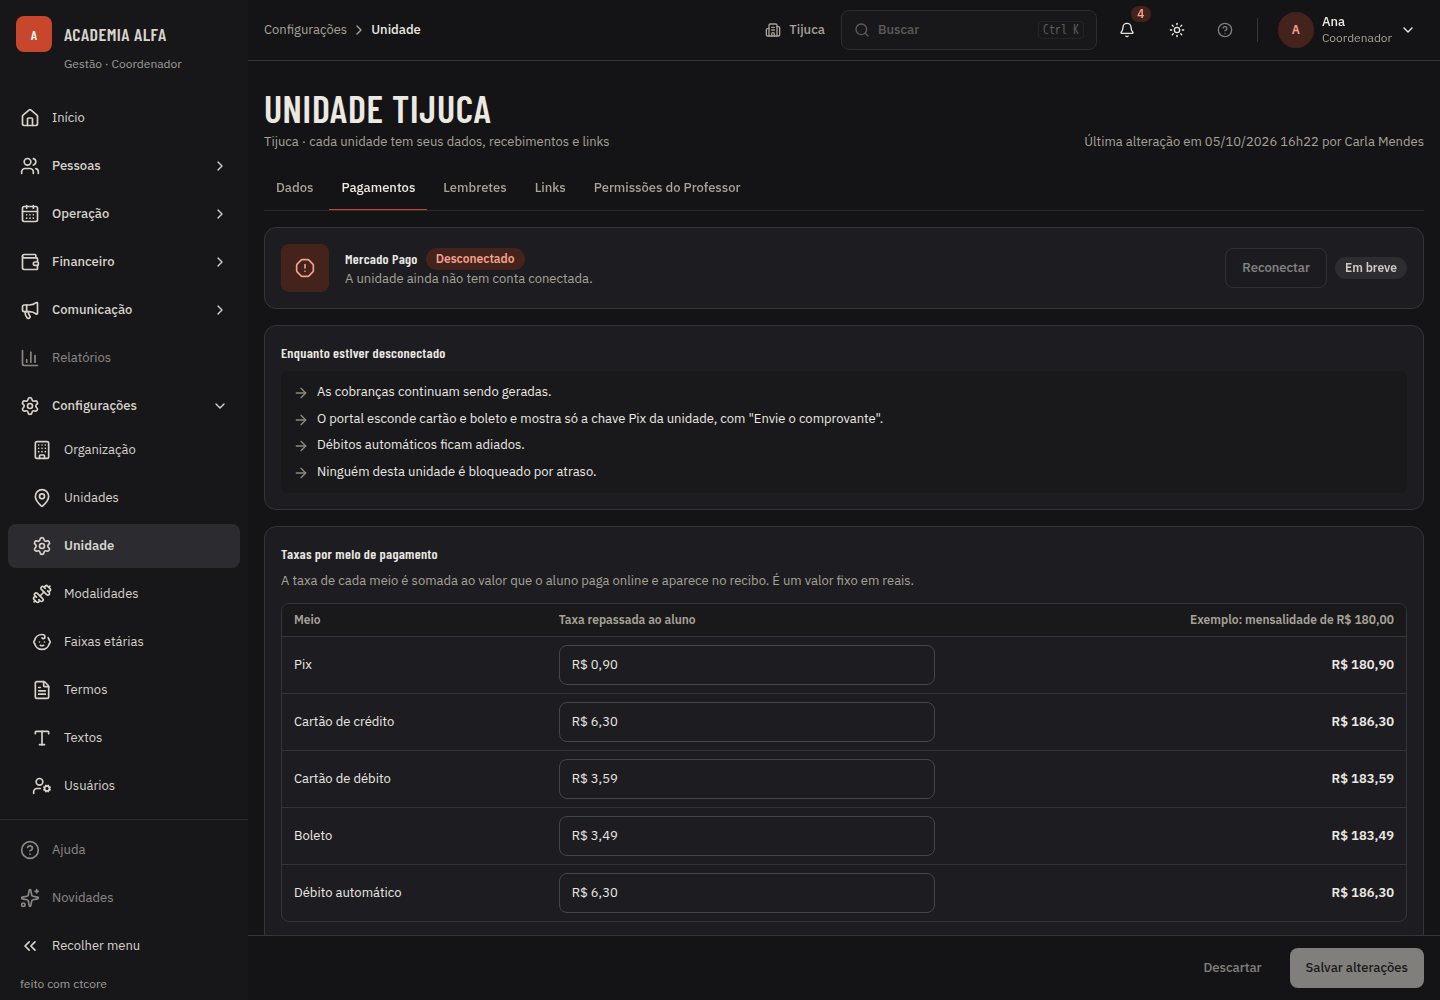 A
ACADEMIA ALFA
Gestão · Coordenador
Início
Pessoas
Operação
Financeiro
Comunicação
Relatórios
Configurações
Organização
Unidades
Unidade
Modalidades
Faixas etárias
Termos
Textos
Usuários
Ajuda
Novidades
Recolher menu
feito com ctcore
Configurações > Unidade
Tijuca
Buscar
Ctrl K
4
A
Ana
Coordenador
UNIDADE TIJUCA
Tijuca · cada unidade tem seus dados, recebimentos e links
Última alteração em 05/10/2026 16h22 por Carla Mendes
Dados
Pagamentos
Lembretes
Links
Permissões do Professor
Mercado Pago
Desconectado
A unidade ainda não tem conta conectada.
Reconectar
Em breve
Enquanto estiver desconectado
As cobranças continuam sendo geradas.
O portal esconde cartão e boleto e mostra só a chave Pix da unidade, com "Envie o comprovante".
Débitos automáticos ficam adiados.
Ninguém desta unidade é bloqueado por atraso.
Taxas por meio de pagamento
A taxa de cada meio é somada ao valor que o aluno paga online e aparece no recibo. É um valor fixo em reais.
Meio
Taxa repassada ao aluno
Exemplo: mensalidade de R$ 180,00
Pix
R$ 0,90
R$ 180,90
Cartão de crédito
R$ 6,30
R$ 186,30
Cartão de débito
R$ 3,59
R$ 183,59
Boleto
R$ 3,49
R$ 183,49
Débito automático
R$ 6,30
R$ 186,30
Descartar
Salvar alterações